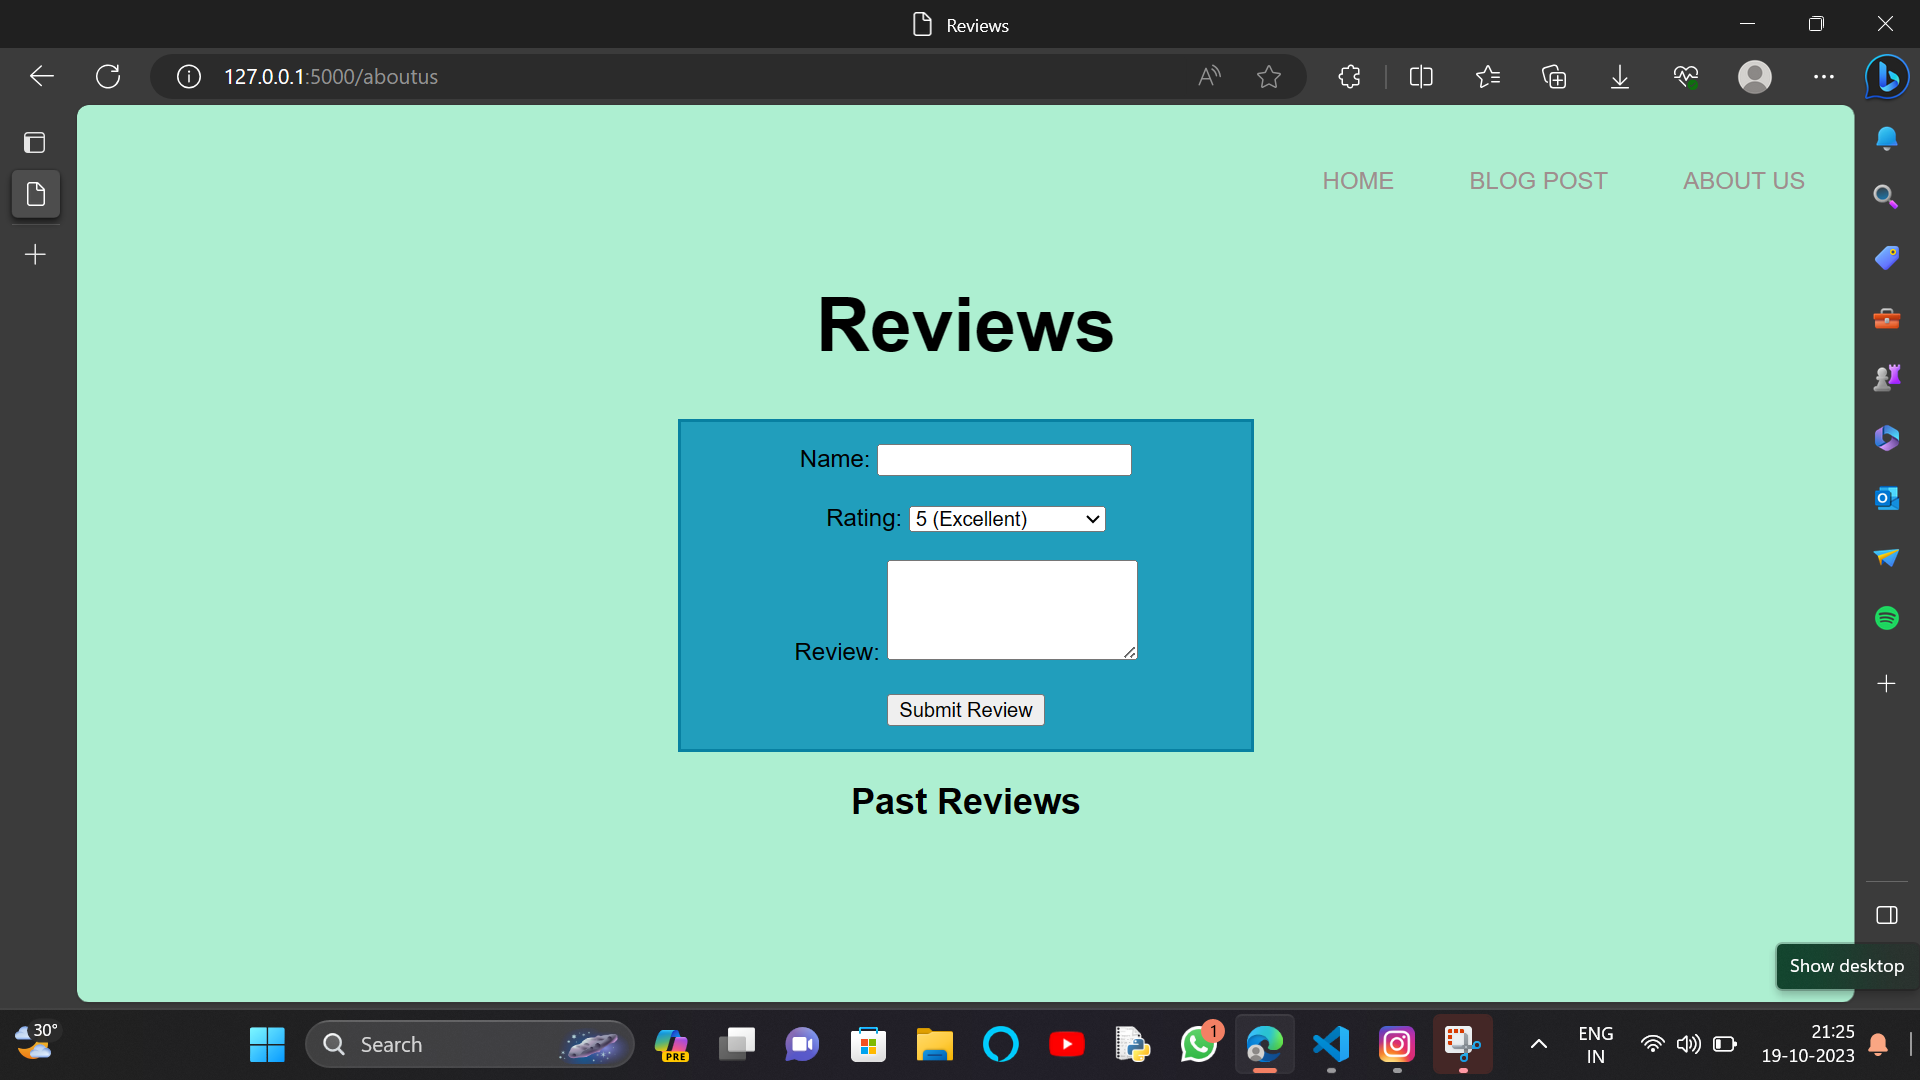 Reviews
127.0.0.1:5000/aboutus
HOME BLOG POST ABOUT US
Reviews
Name:
Rating: 5 (Excellent)
Review:
Submit Review
Past Reviews
Show desktop
30°
Search
PRE
1
ENG
IN
21:25
19-10-2023